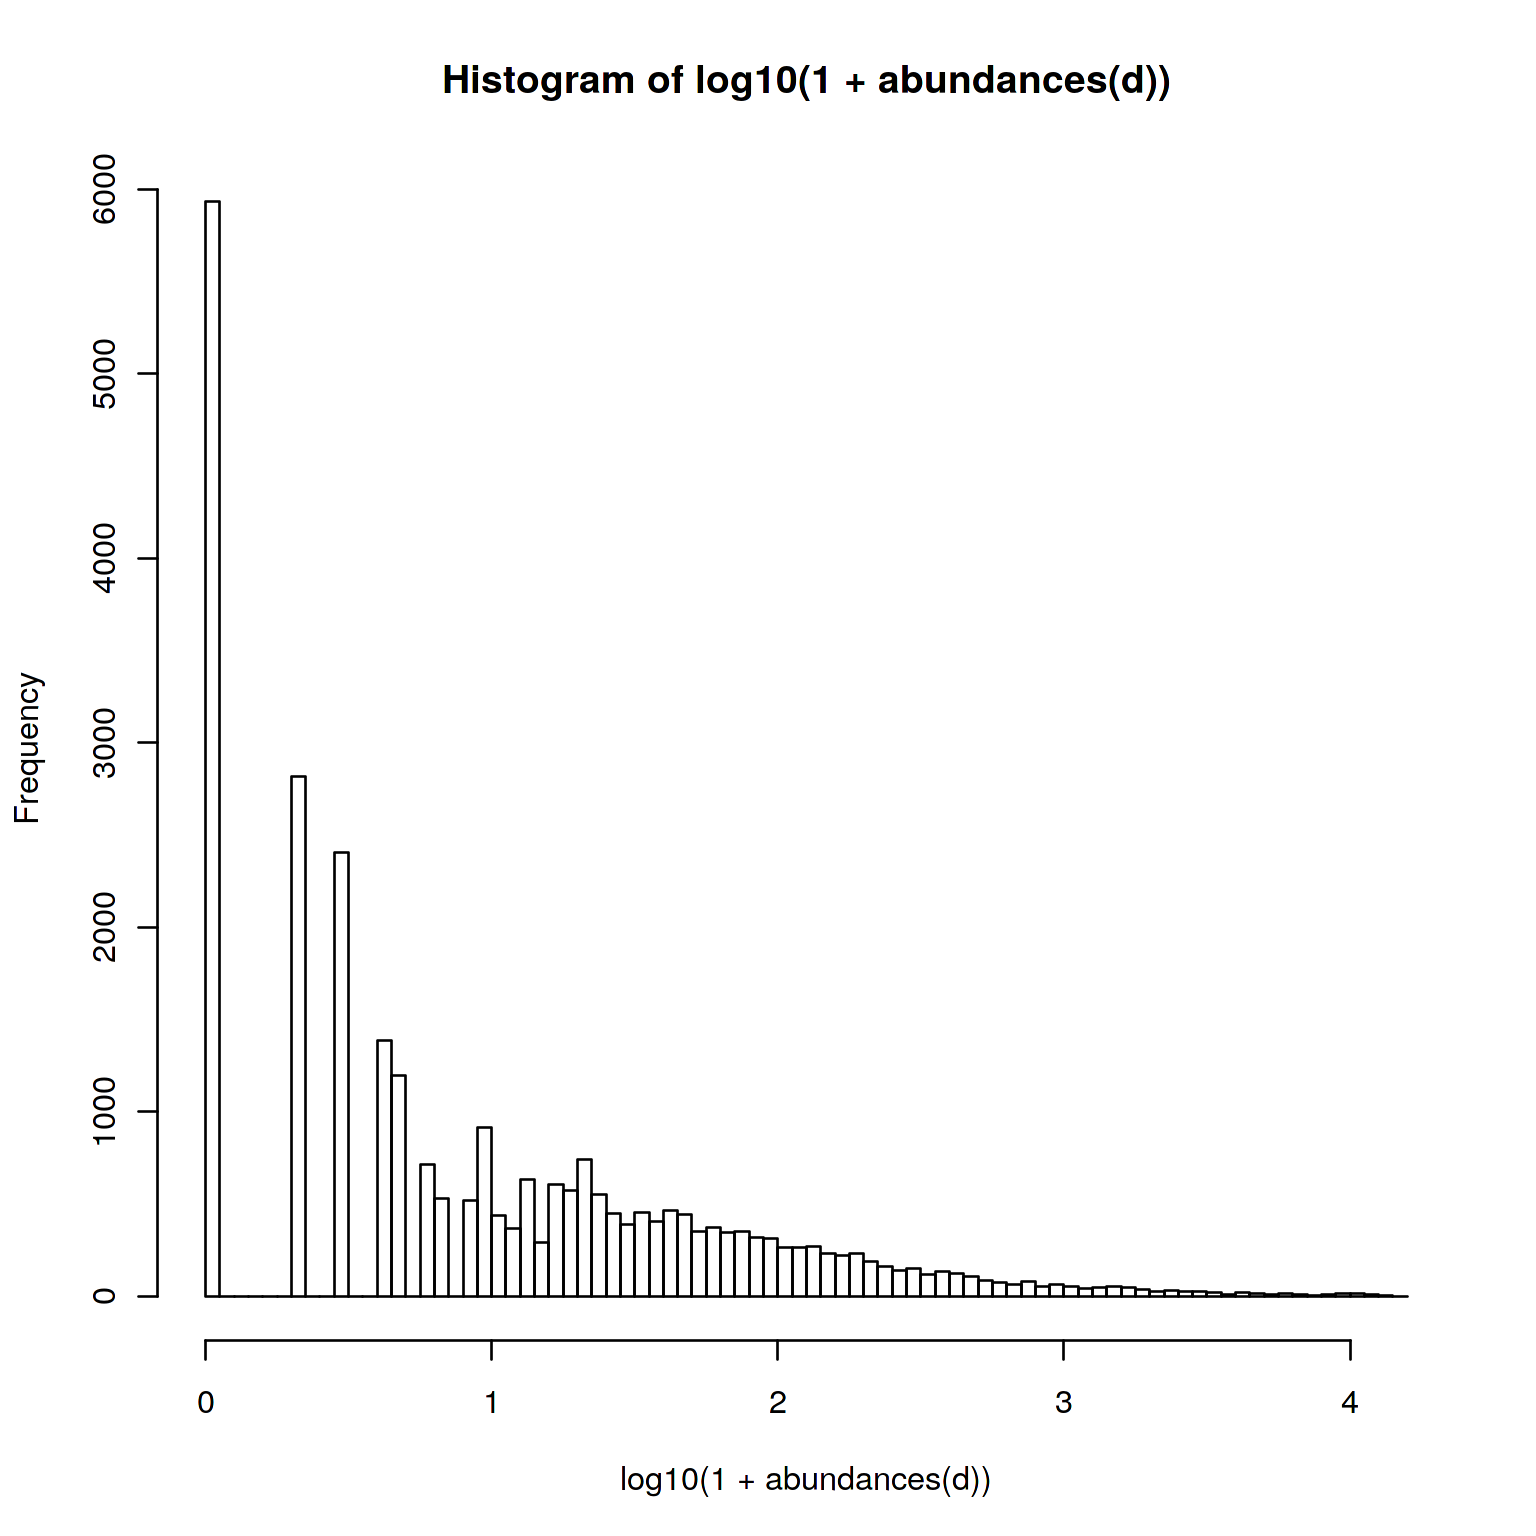 Histogram of log10(1 + abundances(d))
6000
5000
4000
3000
2000
1000
0
Frequency
0 1 2 3 4
log10(1 + abundances(d))